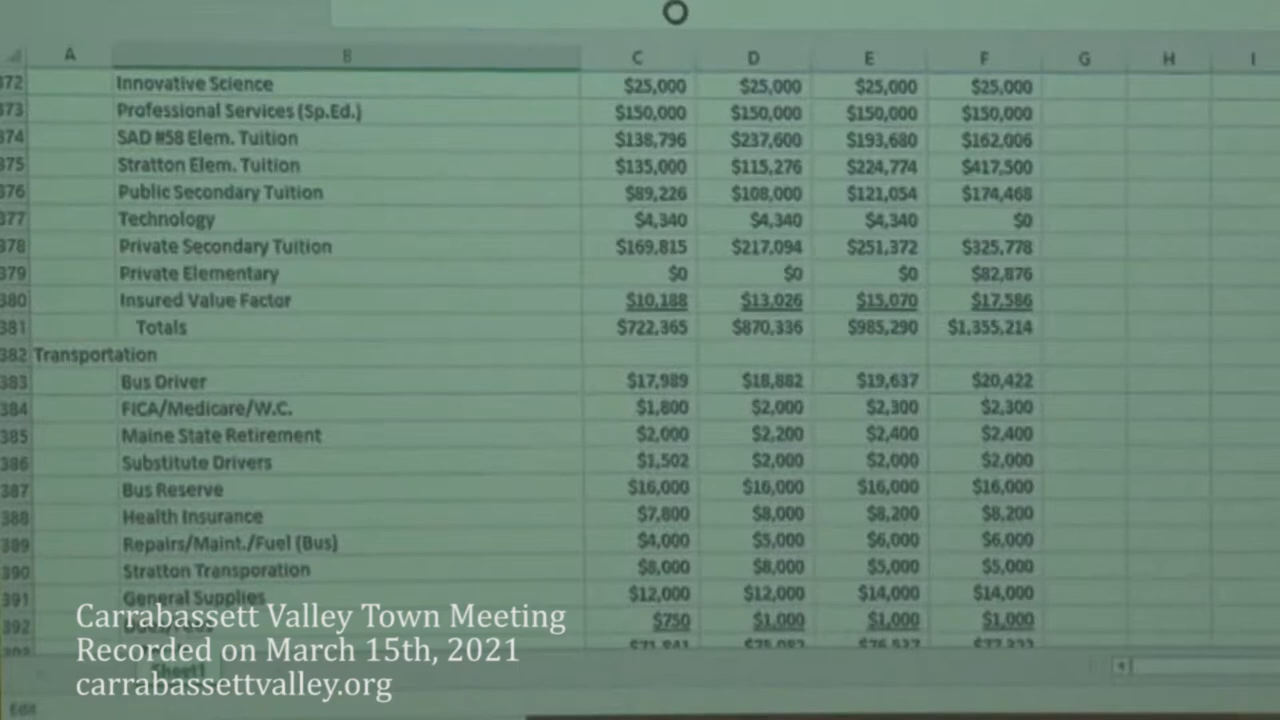 A B C D E F G H I
372 Innovative Science $25,000 $25,000 $25,000 $25,000
373 Professional Services (Sp.Ed.) $150,000 $150,000 $150,000 $150,000
374 SAD #58 Elem. Tuition $138,796 $237,600 $193,680 $162,006
375 Stratton Elem. Tuition $135,000 $115,276 $224,774 $417,500
376 Public Secondary Tuition $89,226 $108,000 $121,054 $174,468
377 Technology $4,340 $4,340 $4,340 $0
378 Private Secondary Tuition $169,815 $217,094 $251,372 $325,778
379 Private Elementary $0 $0 $0 $82,876
380 Insured Value Factor $10,188 $13,026 $15,070 $17,586
381 Totals $722,365 $870,336 $985,290 $1,355,214
382 Transportation
383 Bus Driver $17,989 $18,882 $19,637 $20,422
384 FICA/Medicare/W.C. $1,800 $2,000 $2,300 $2,300
385 Maine State Retirement $2,000 $2,200 $2,400 $2,400
386 Substitute Drivers $1,502 $2,000 $2,000 $2,000
387 Bus Reserve $16,000 $16,000 $16,000 $16,000
388 Health Insurance $7,800 $8,000 $8,200 $8,200
389 Repairs/Maint./Fuel (Bus) $4,000 $5,000 $6,000 $6,000
390 Stratton Transporation $8,000 $8,000 $5,000 $5,000
391 General Supplies $12,000 $12,000 $14,000 $14,000
392 $750 $1,000 $1,000 $1,000
Carrabassett Valley Town Meeting
Recorded on March 15th, 2021
carrabassettvalley.org
Sheet1
Edit